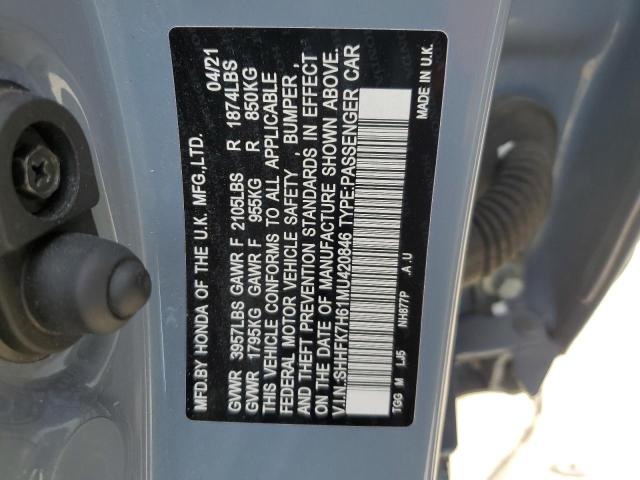 MFD.BY HONDA OF THE U.K. MFG.,LTD. 04/21
GVWR 3957LBS GAWR F 2105LBS R 1874LBS
GVWR 1795KG GAWR F 955KG R 850KG
THIS VEHICLE CONFORMS TO ALL APPLICABLE
FEDERAL MOTOR VEHICLE SAFETY , BUMPER ,
AND THEFT PREVENTION STANDARDS IN EFFECT
ON THE DATE OF MANUFACTURE SHOWN ABOVE.
V.I.N.:SHHFK7H61MU420846 TYPE:PASSENGER CAR
TGG M LJ5 NH877P .A.U MADE IN U.K.